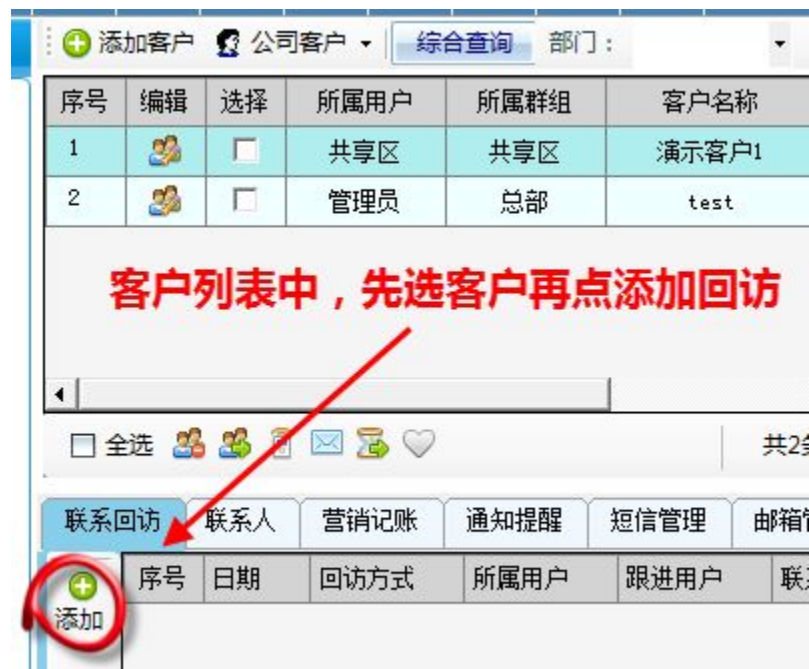 添加客户 公司客户 综合查询 部门：
序号 编辑 选择 所属用户 所属群组 客户名称
1 共享区 共享区 演示客户1
2 管理员 总部 test
客户列表中，先选客户再点添加回访
全选 共2
联系回访 联系人 营销记账 通知提醒 短信管理 邮箱
序号 日期 回访方式 所属用户 跟进用户 联
添加